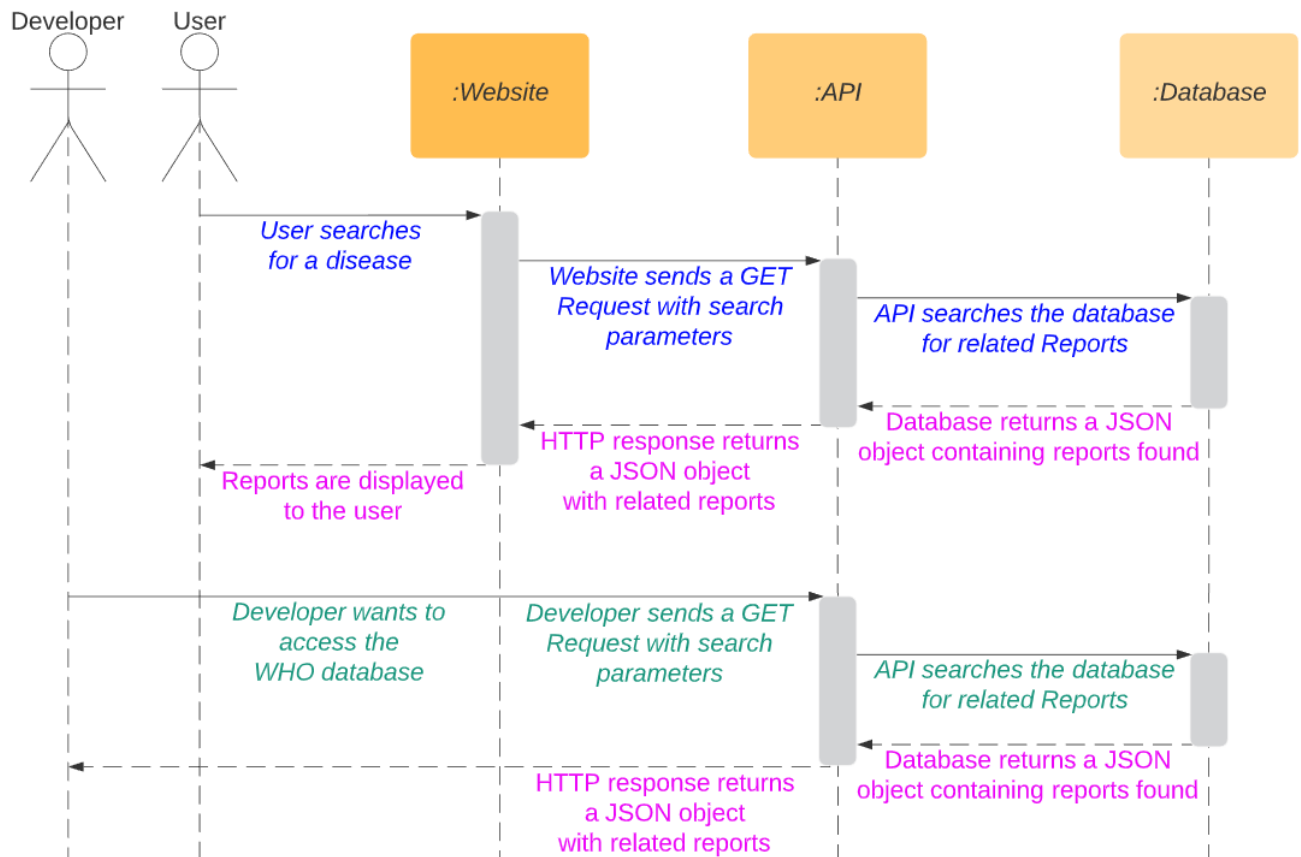 Developer
User
:Website
:API
:Database
User searches
for a disease
Website sends a GET
Request with search
parameters
API searches the database
for related Reports
Database returns a JSON
object containing reports found
HTTP response returns
a JSON object
with related reports
Reports are displayed
to the user
Developer wants to
access the
WHO database
Developer sends a GET
Request with search
parameters
API searches the database
for related Reports
Database returns a JSON
object containing reports found
HTTP response returns
a JSON object
with related reports